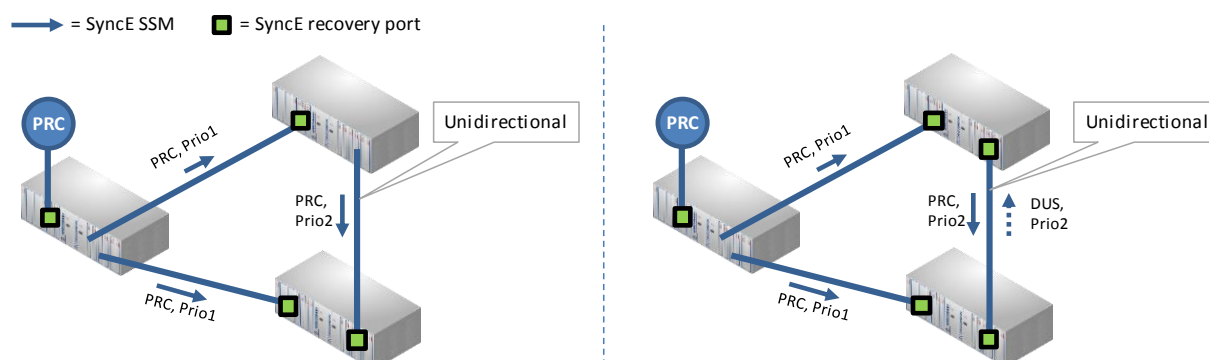 = SyncE SSM
= SyncE recovery port
PRC
PRC, Prio1
Unidirectional
PRC,
Prio2
PRC, Prio1
PRC
PRC, Prio1
Unidirectional
PRC,
Prio2
DUS,
Prio2
PRC, Prio1